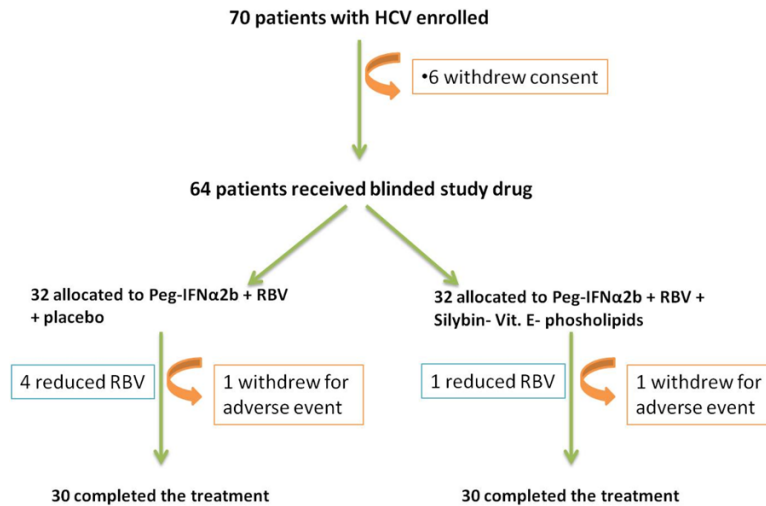 70 patients with HCV enrolled
•6 withdrew consent
64 patients received blinded study drug
32 allocated to Peg-IFNα2b + RBV
+ placebo
32 allocated to Peg-IFNα2b + RBV +
Silybin- Vit. E- phosholipids
4 reduced RBV
1 withdrew for
adverse event
1 reduced RBV
1 withdrew for
adverse event
30 completed the treatment
30 completed the treatment